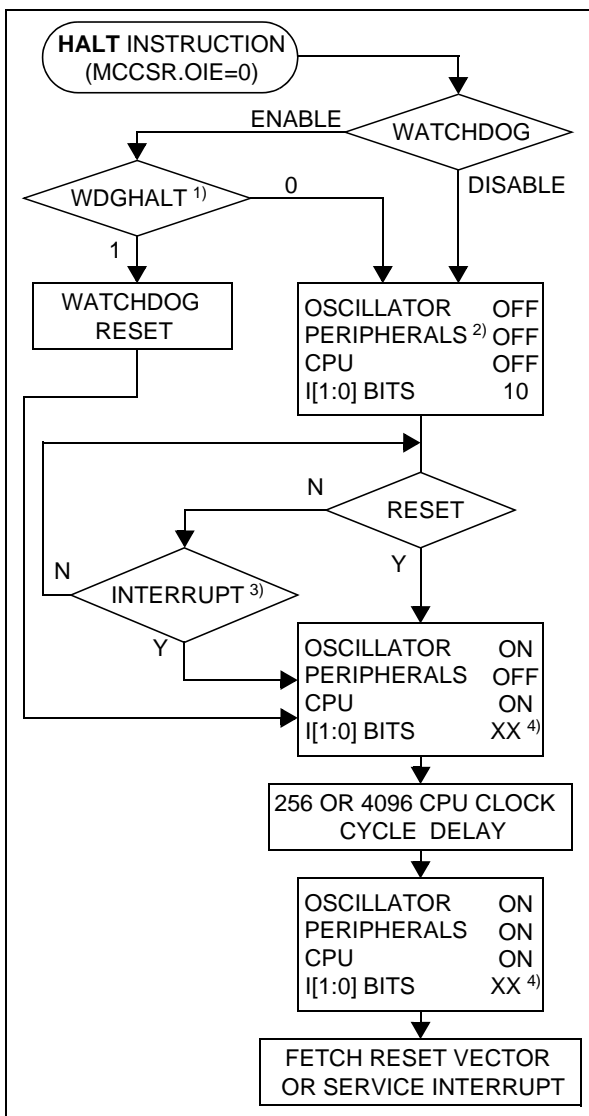 HALT INSTRUCTION
(MCCSR.OIE=0)
WATCHDOG
ENABLE
DISABLE
WDGHALT 1)
0
1
WATCHDOG
RESET
OSCILLATOR OFF
PERIPHERALS 2) OFF
CPU OFF
I[1:0] BITS 10
RESET
N
Y
INTERRUPT 3)
N
Y
OSCILLATOR ON
PERIPHERALS OFF
CPU ON
I[1:0] BITS XX 4)
256 OR 4096 CPU CLOCK
CYCLE DELAY
OSCILLATOR ON
PERIPHERALS ON
CPU ON
I[1:0] BITS XX 4)
FETCH RESET VECTOR
OR SERVICE INTERRUPT